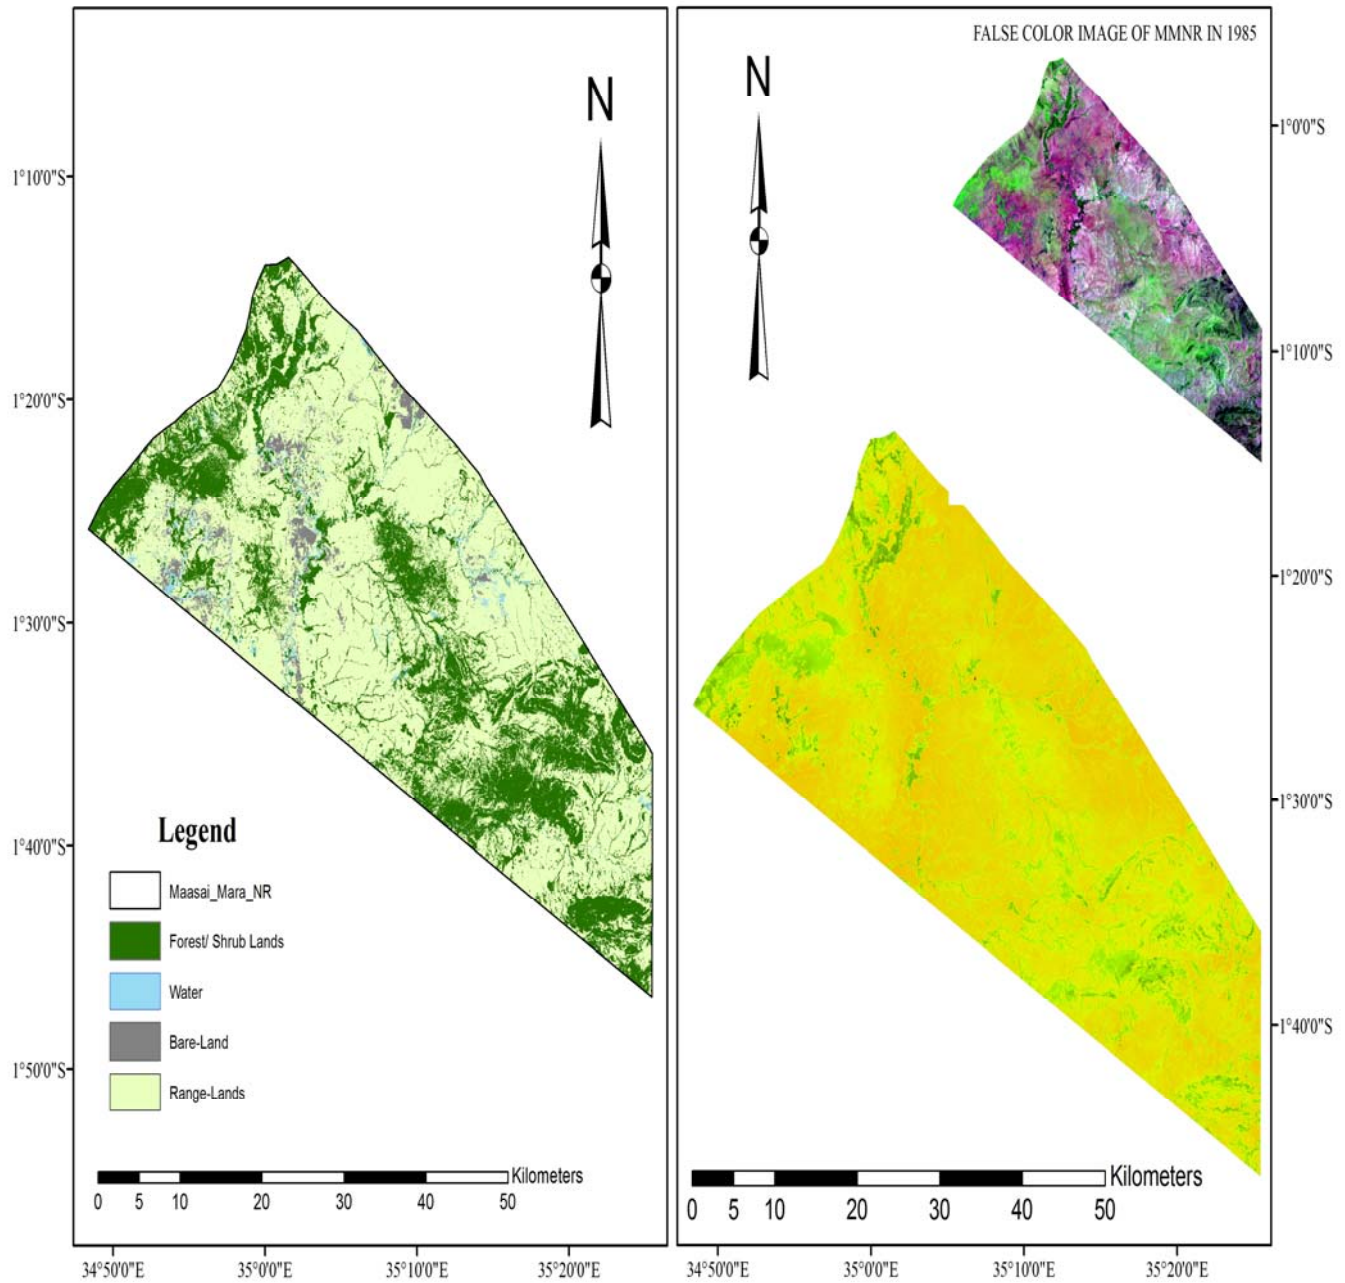 N
1°10'0"S
1°20'0"S
1°30'0"S
1°40'0"S
1°50'0"S
Legend
Maasai_Mara_NR
Forest/ Shrub Lands
Water
Bare-Land
Range-Lands
Kilometers
0 5 10 20 30 40 50
34°50'0"E 35°0'0"E 35°10'0"E 35°20'0"E
FALSE COLOR IMAGE OF MMNR IN 1985
N
1°0'0"S
1°10'0"S
1°20'0"S
1°30'0"S
1°40'0"S
Kilometers
0 5 10 20 30 40 50
34°50'0"E 35°0'0"E 35°10'0"E 35°20'0"E